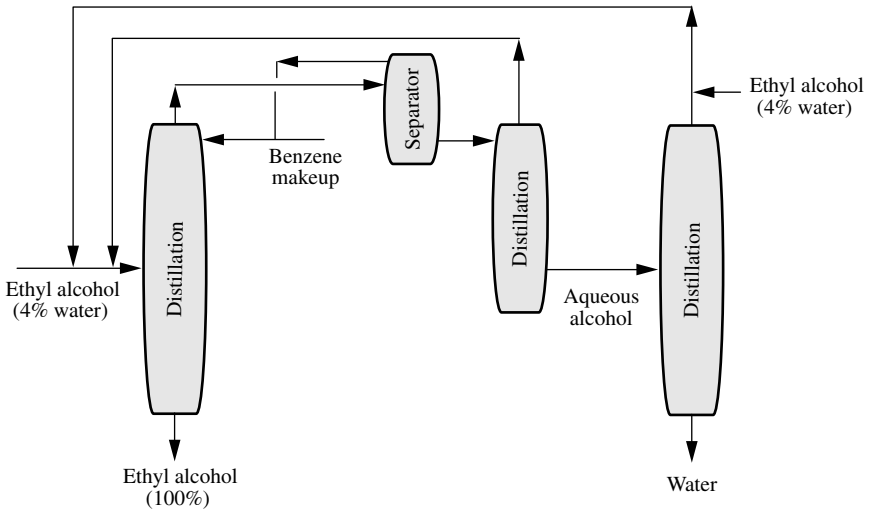 Ethyl alcohol
(4% water)
Separator
Benzene
makeup
Distillation
Distillation
Distillation
Ethyl alcohol
(4% water)
Aqueous
alcohol
Ethyl alcohol
(100%)
Water